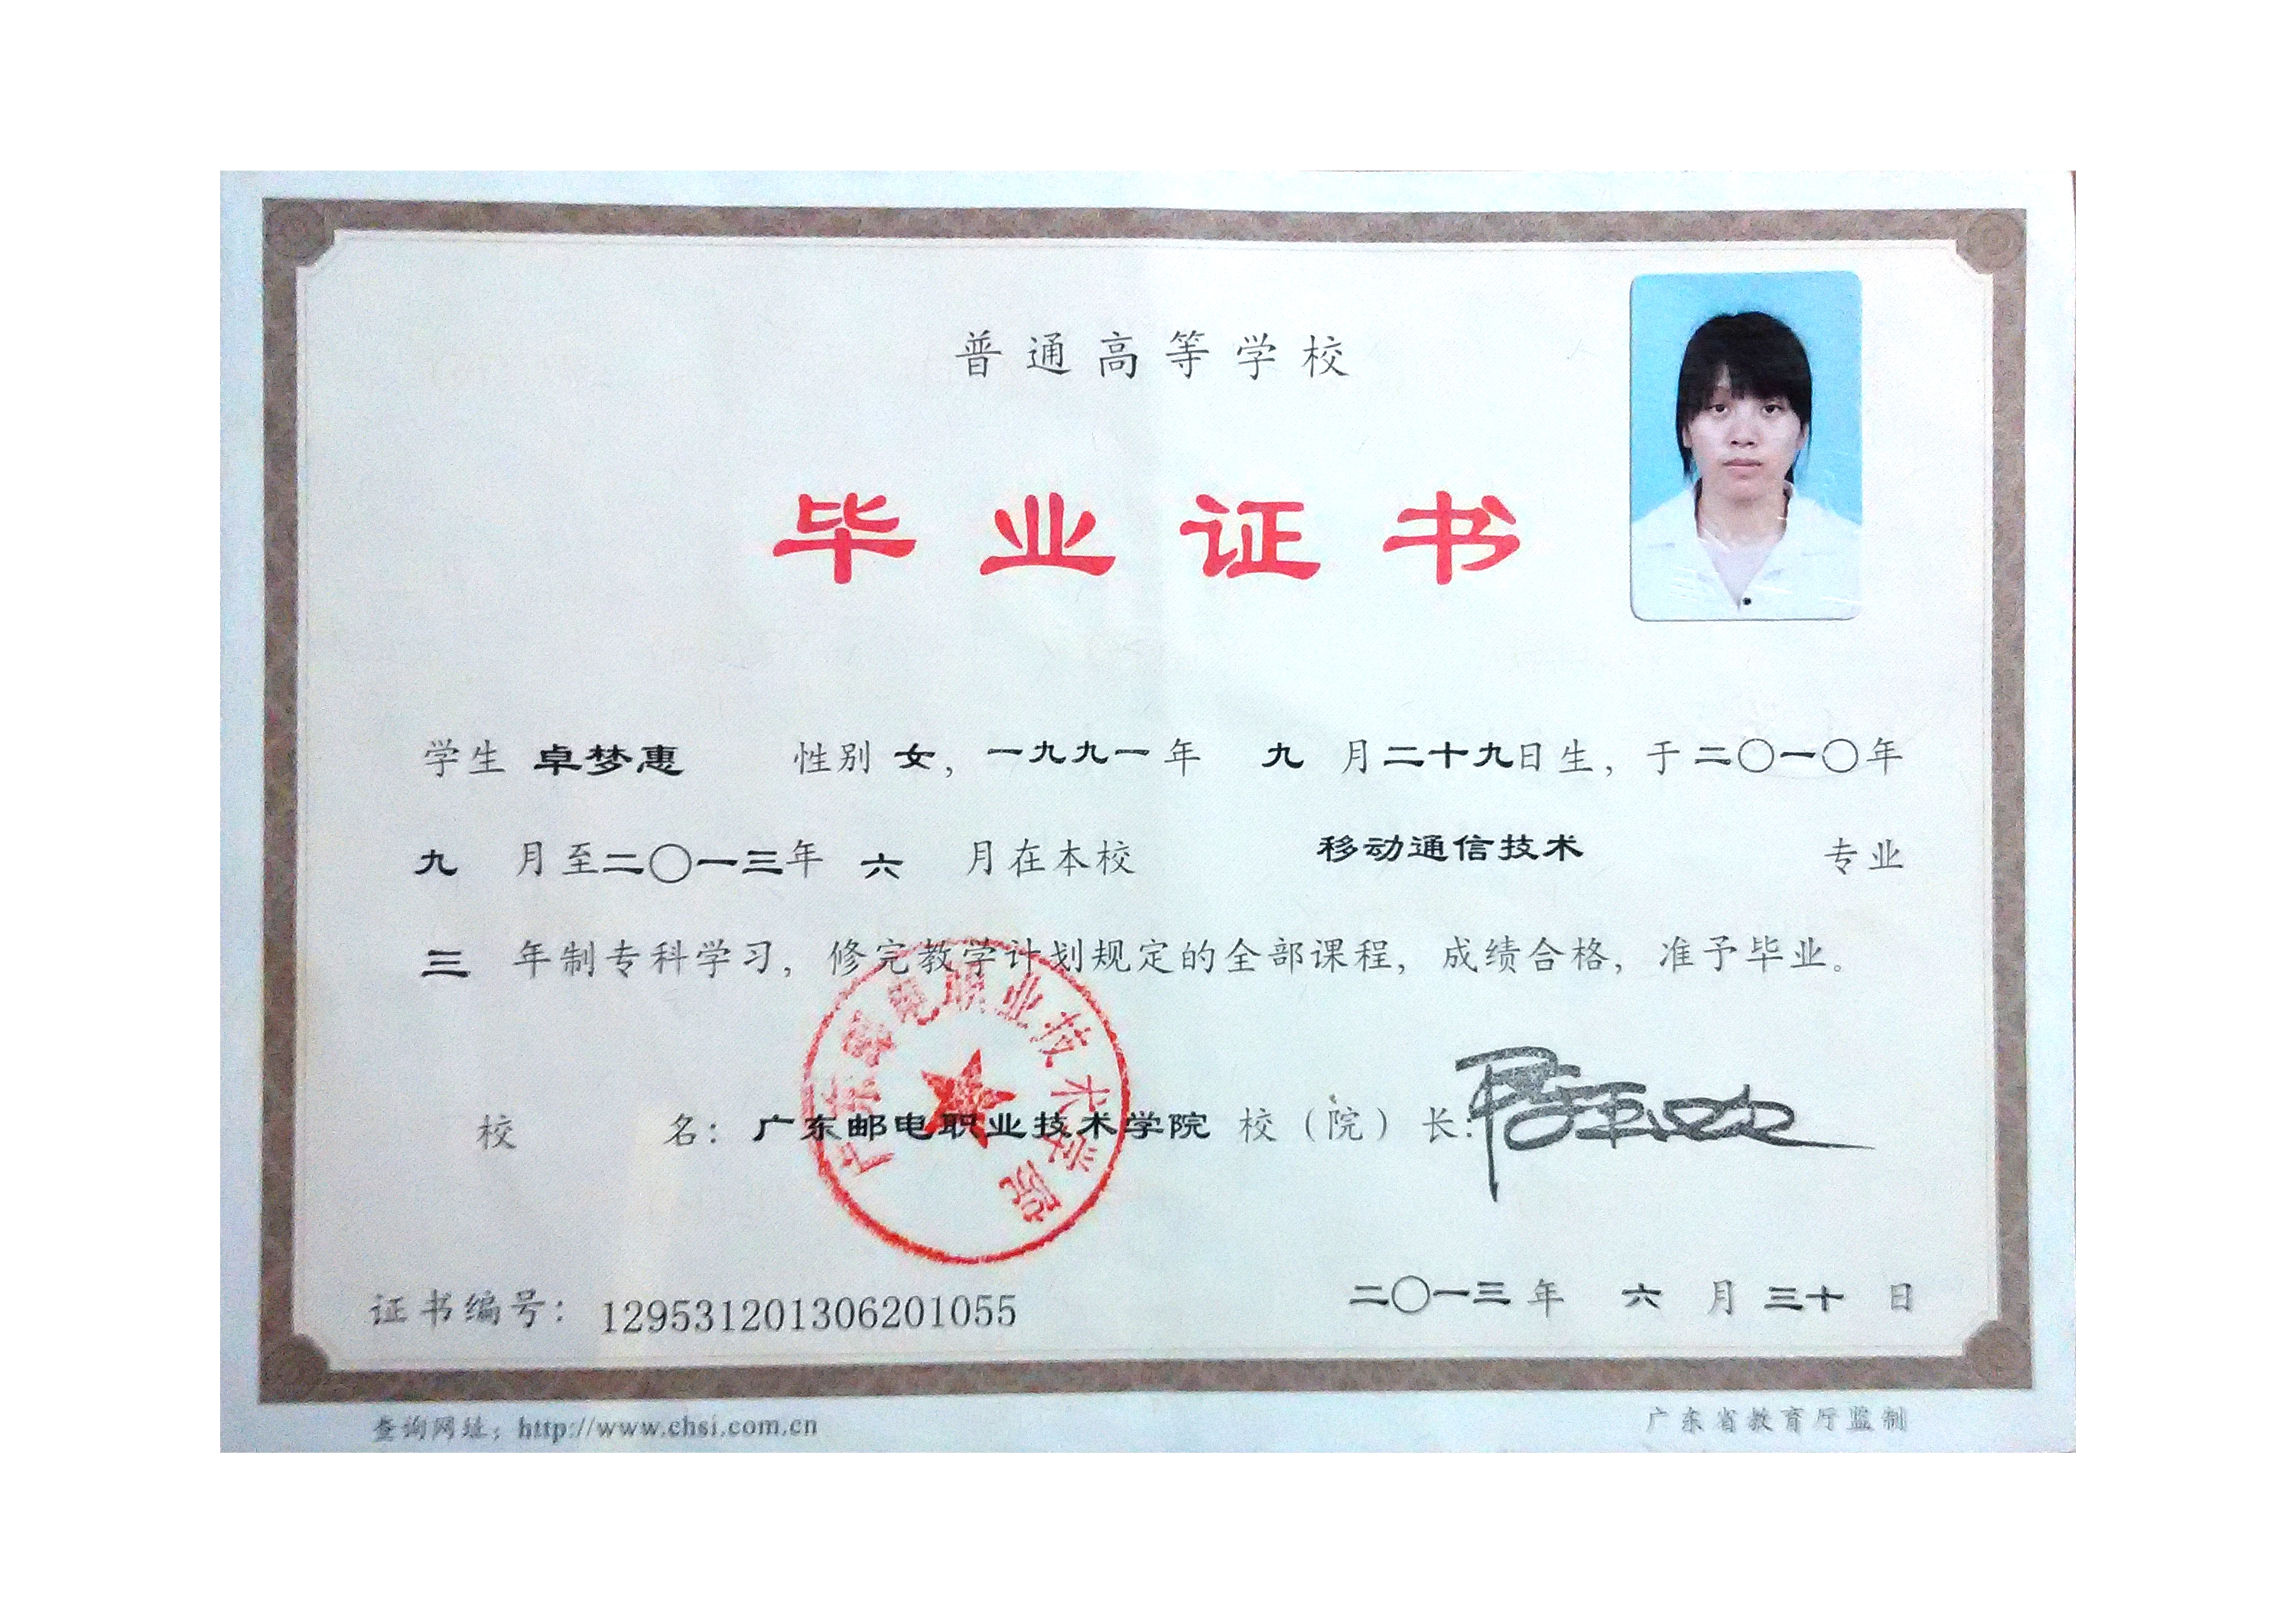 普通高等学校
毕业证书
学生 卓梦惠 性别 女，一九九一年 九 月二十九日生，于二〇一〇年
九 月至二〇一三年 六 月在本校 移动通信技术 专业
三 年制专科学习，修完教学计划规定的全部课程，成绩合格，准予毕业。
广东邮电职业技术学院
校 名：广东邮电职业技术学院 校（院）长：
证书编号：129531201306201055
二〇一三年 六 月 三十 日
查询网址：http://www.chsi.com.cn
广东省教育厅监制